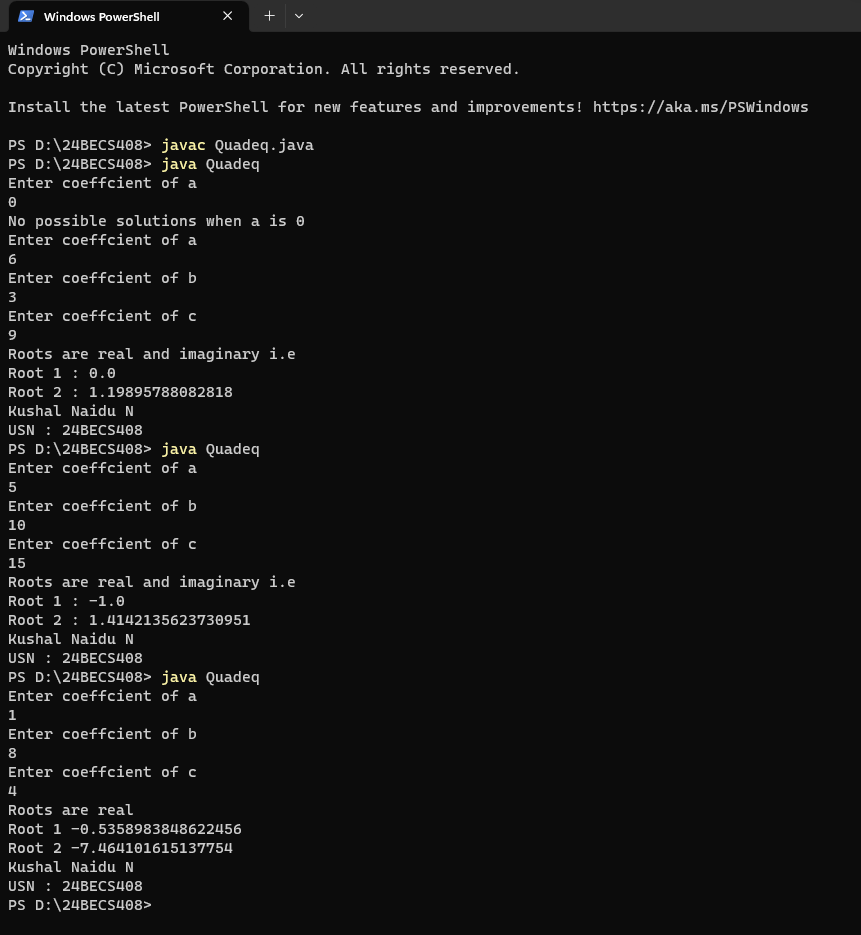 Windows PowerShell
Windows PowerShell
Copyright (C) Microsoft Corporation. All rights reserved.
Install the latest PowerShell for new features and improvements! https://aka.ms/PSWindows
PS D:\24BECS408> javac Quadeq.java
PS D:\24BECS408> java Quadeq
Enter coeffcient of a
0
No possible solutions when a is 0
Enter coeffcient of a
6
Enter coeffcient of b
3
Enter coeffcient of c
9
Roots are real and imaginary i.e
Root 1 : 0.0
Root 2 : 1.19895788082818
Kushal Naidu N
USN : 24BECS408
PS D:\24BECS408> java Quadeq
Enter coeffcient of a
5
Enter coeffcient of b
10
Enter coeffcient of c
15
Roots are real and imaginary i.e
Root 1 : -1.0
Root 2 : 1.4142135623730951
Kushal Naidu N
USN : 24BECS408
PS D:\24BECS408> java Quadeq
Enter coeffcient of a
1
Enter coeffcient of b
8
Enter coeffcient of c
4
Roots are real
Root 1 -0.5358983848622456
Root 2 -7.464101615137754
Kushal Naidu N
USN : 24BECS408
PS D:\24BECS408>